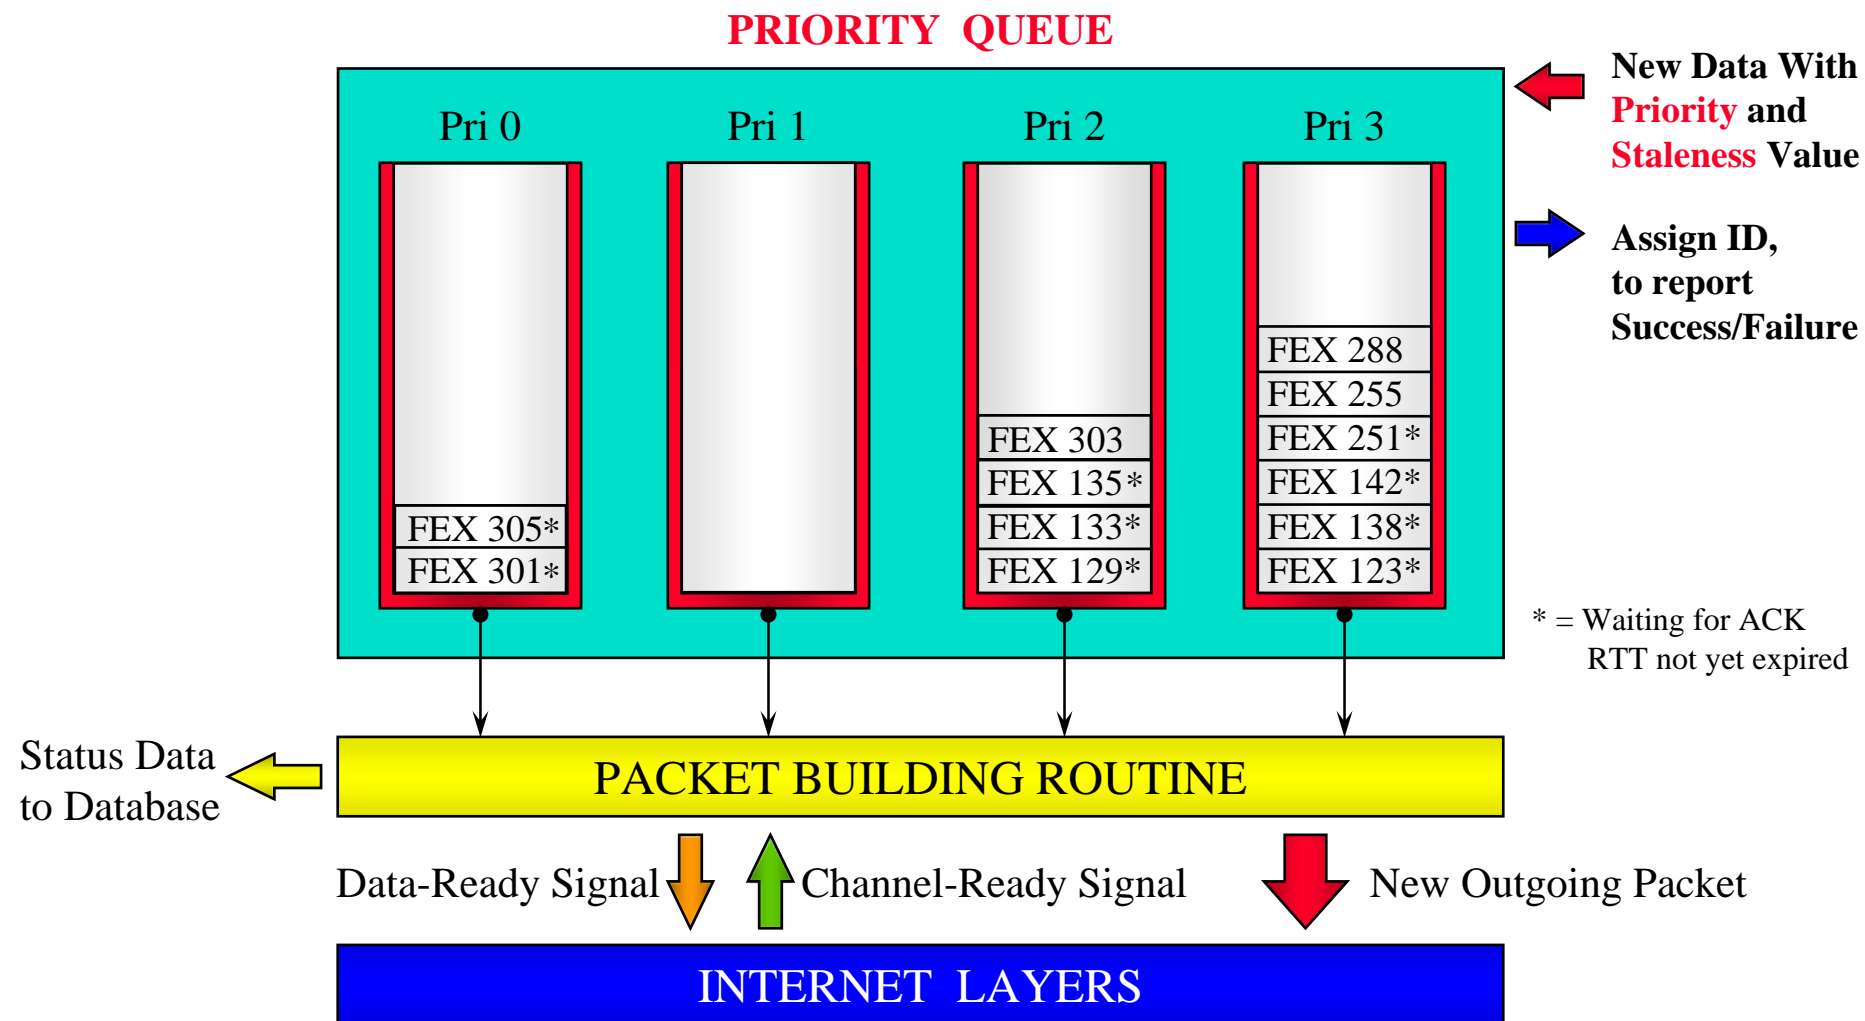 PRIORITY QUEUE
New Data With
Priority and
Staleness Value
Assign ID,
to report
Success/Failure
Pri 0
Pri 1
Pri 2
Pri 3
FEX 305*
FEX 301*
FEX 303
FEX 135*
FEX 133*
FEX 129*
FEX 288
FEX 255
FEX 251*
FEX 142*
FEX 138*
FEX 123*
* = Waiting for ACK
RTT not yet expired
Status Data
to Database
PACKET BUILDING ROUTINE
Data-Ready Signal
Channel-Ready Signal
New Outgoing Packet
INTERNET LAYERS